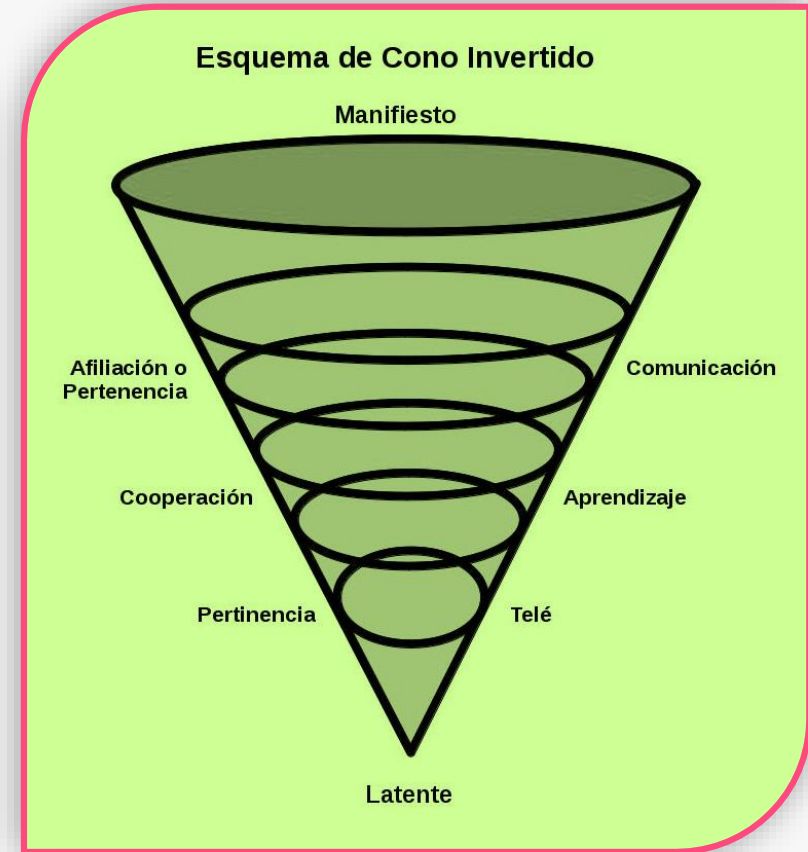 Esquema de Cono Invertido
Manifiesto
Afiliación o
Pertenencia
Comunicación
Cooperación
Aprendizaje
Pertinencia
Telé
Latente